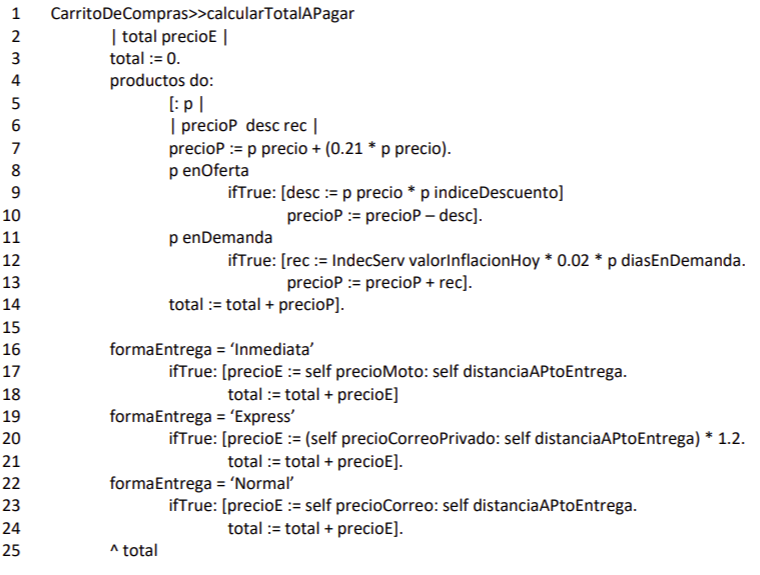 1 CarritoDeCompras>>calcularTotalAPagar
2 | total precioE |
3 total := 0.
4 productos do:
5 [: p |
6 | precioP desc rec |
7 precioP := p precio + (0.21 * p precio).
8 p enOferta
9 ifTrue: [desc := p precio * p indiceDescuento]
10 precioP := precioP – desc].
11 p enDemanda
12 ifTrue: [rec := IndecServ valorInflacionHoy * 0.02 * p diasEnDemanda.
13 precioP := precioP + rec].
14 total := total + precioP].
15
16 formaEntrega = ‘Inmediata’
17 ifTrue: [precioE := self precioMoto: self distanciaAPtoEntrega.
18 total := total + precioE]
19 formaEntrega = ‘Express’
20 ifTrue: [precioE := (self precioCorreoPrivado: self distanciaAPtoEntrega) * 1.2.
21 total := total + precioE].
22 formaEntrega = ‘Normal’
23 ifTrue: [precioE := self precioCorreo: self distanciaAPtoEntrega.
24 total := total + precioE].
25 ^ total